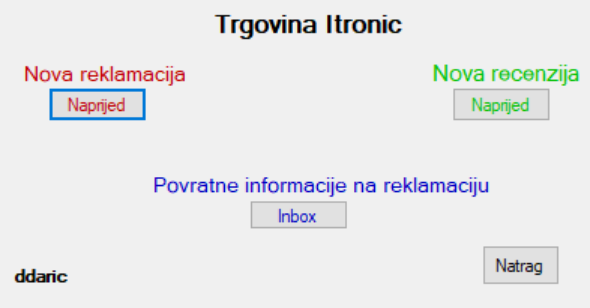 Trgovina Itronic
Nova reklamacija
Nova recenzija
Naprijed
Naprijed
Povratne informacije na reklamaciju
Inbox
Natrag
ddaric